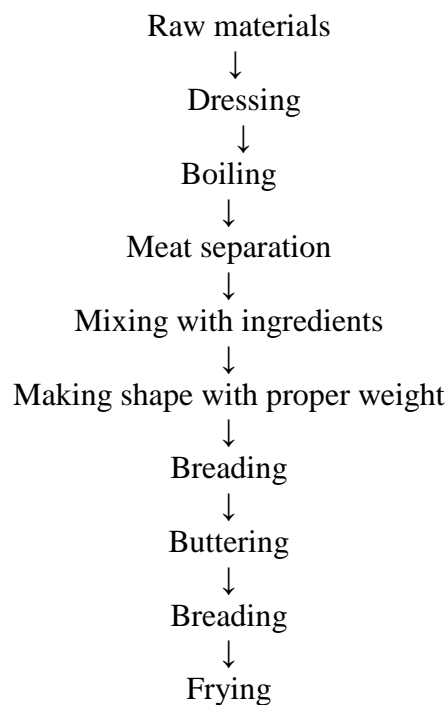 Raw materials
↓
Dressing
↓
Boiling
↓
Meat separation
↓
Mixing with ingredients
↓
Making shape with proper weight
↓
Breading
↓
Buttering
↓
Breading
↓
Frying